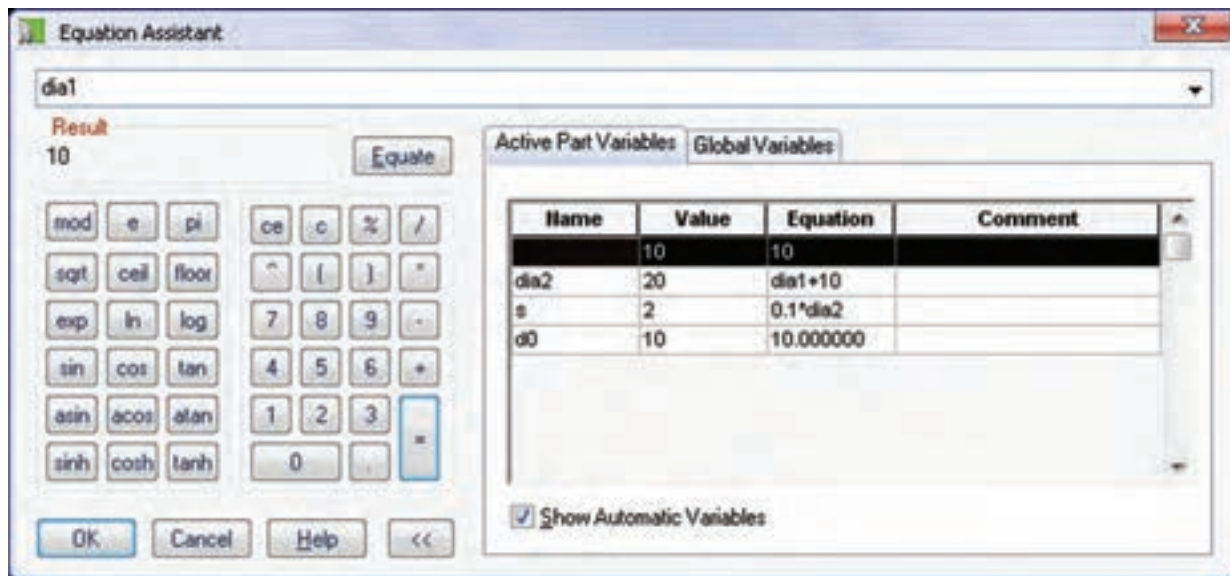 Equation Assistant
dia1
Result
10
Equate
Active Part Variables Global Variables
Name Value Equation Comment
10 10
dia2 20 dia1+10
s 2 0.1*dia2
d0 10 10.000000
mod e pi ce c % /
sqrt ceil floor ^ ( ) *
exp ln log 7 8 9 -
sin cos tan 4 5 6 +
asin acos atan 1 2 3 =
sinh cosh tanh 0 .
Show Automatic Variables
OK Cancel Help <<